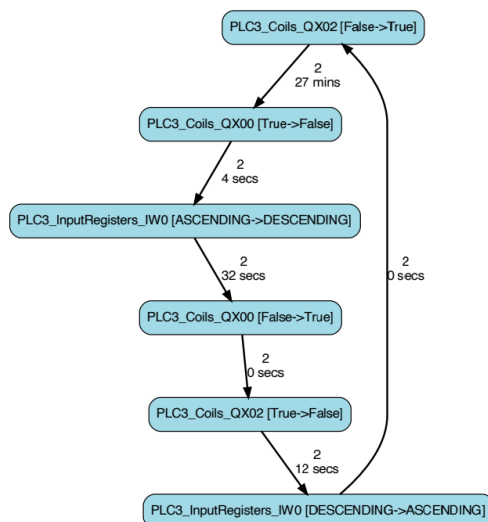 PLC3_Coils_QX02 [False->True]
2
27 mins
PLC3_Coils_QX00 [True->False]
2
4 secs
PLC3_InputRegisters_IW0 [ASCENDING->DESCENDING]
2
32 secs
2
0 secs
PLC3_Coils_QX00 [False->True]
2
0 secs
PLC3_Coils_QX02 [True->False]
2
12 secs
PLC3_InputRegisters_IW0 [DESCENDING->ASCENDING]